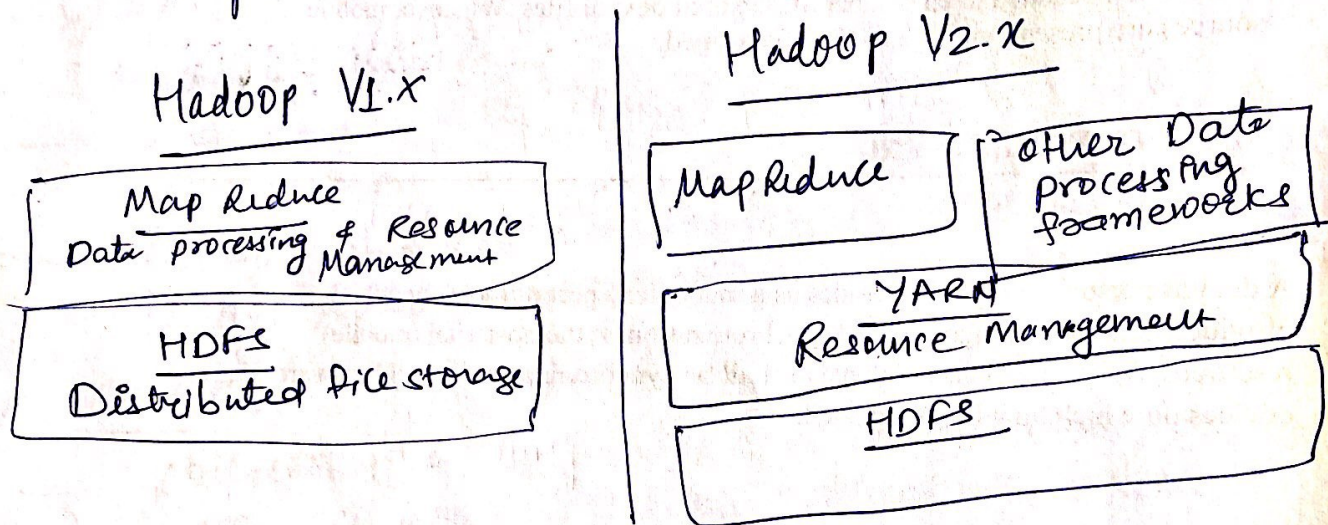 Hadoop V1.X
Map Reduce
Data processing & Resource
Management
HDFS
Distributed File storage
Hadoop V2.x
MapReduce
other Data
processing
frameworks
YARN
Resource Management
HDFS